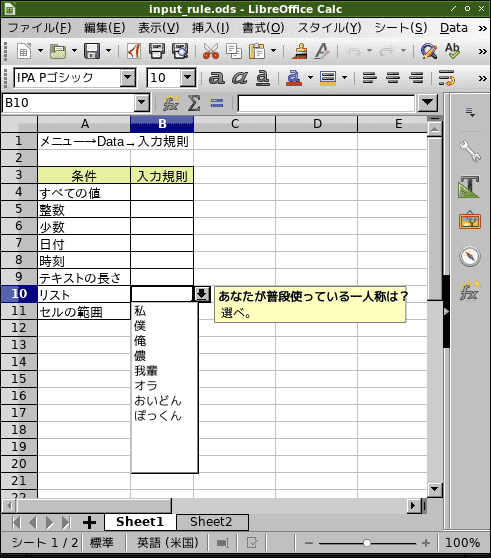 input_rule.ods - LibreOffice Calc
ファイル(F) 編集(E) 表示(V) 挿入(I) 書式(O) スタイル(Y) シート(S) Data »
IPA Pゴシック 10
B10
A B C D E
1 メニュー→Data→入力規則
2
3 条件 入力規則
4 すべての値
5 整数
6 少数
7 日付
8 時刻
9 テキストの長さ
10 リスト あなたが普段使っている一人称は?
選べ。
11 セルの範囲 私
12 僕
13 俺
儂
14 我輩
15 オラ
16 おいどん
17 ぽっくん
18
19
20
21
22
Sheet1 Sheet2
シート 1 / 2 標準 英語 (米国) 100%